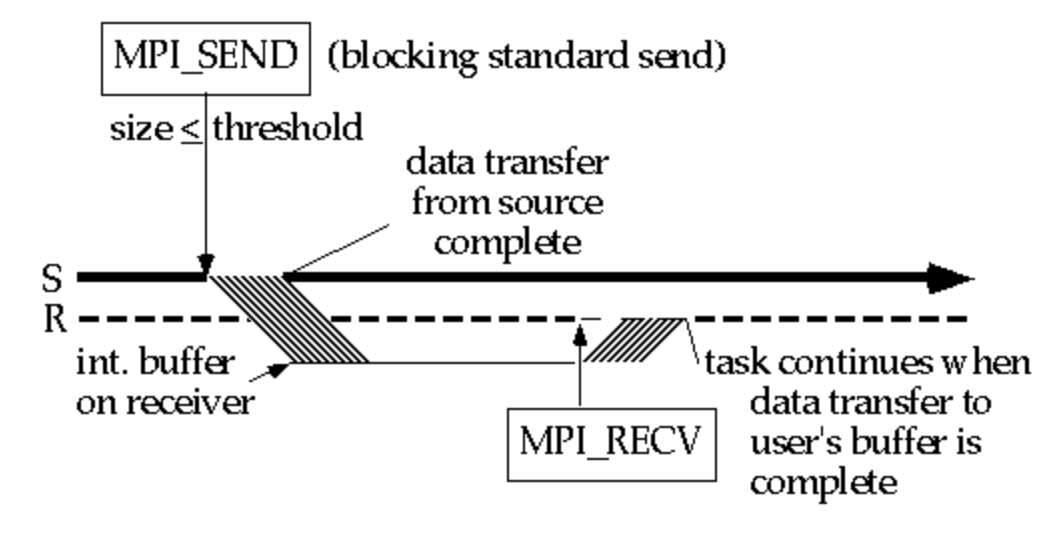 MPI_SEND (blocking standard send)
size ≤ threshold
data transfer
from source
complete
S
R
int. buffer
on receiver
MPI_RECV
task continues when
data transfer to
user's buffer is
complete